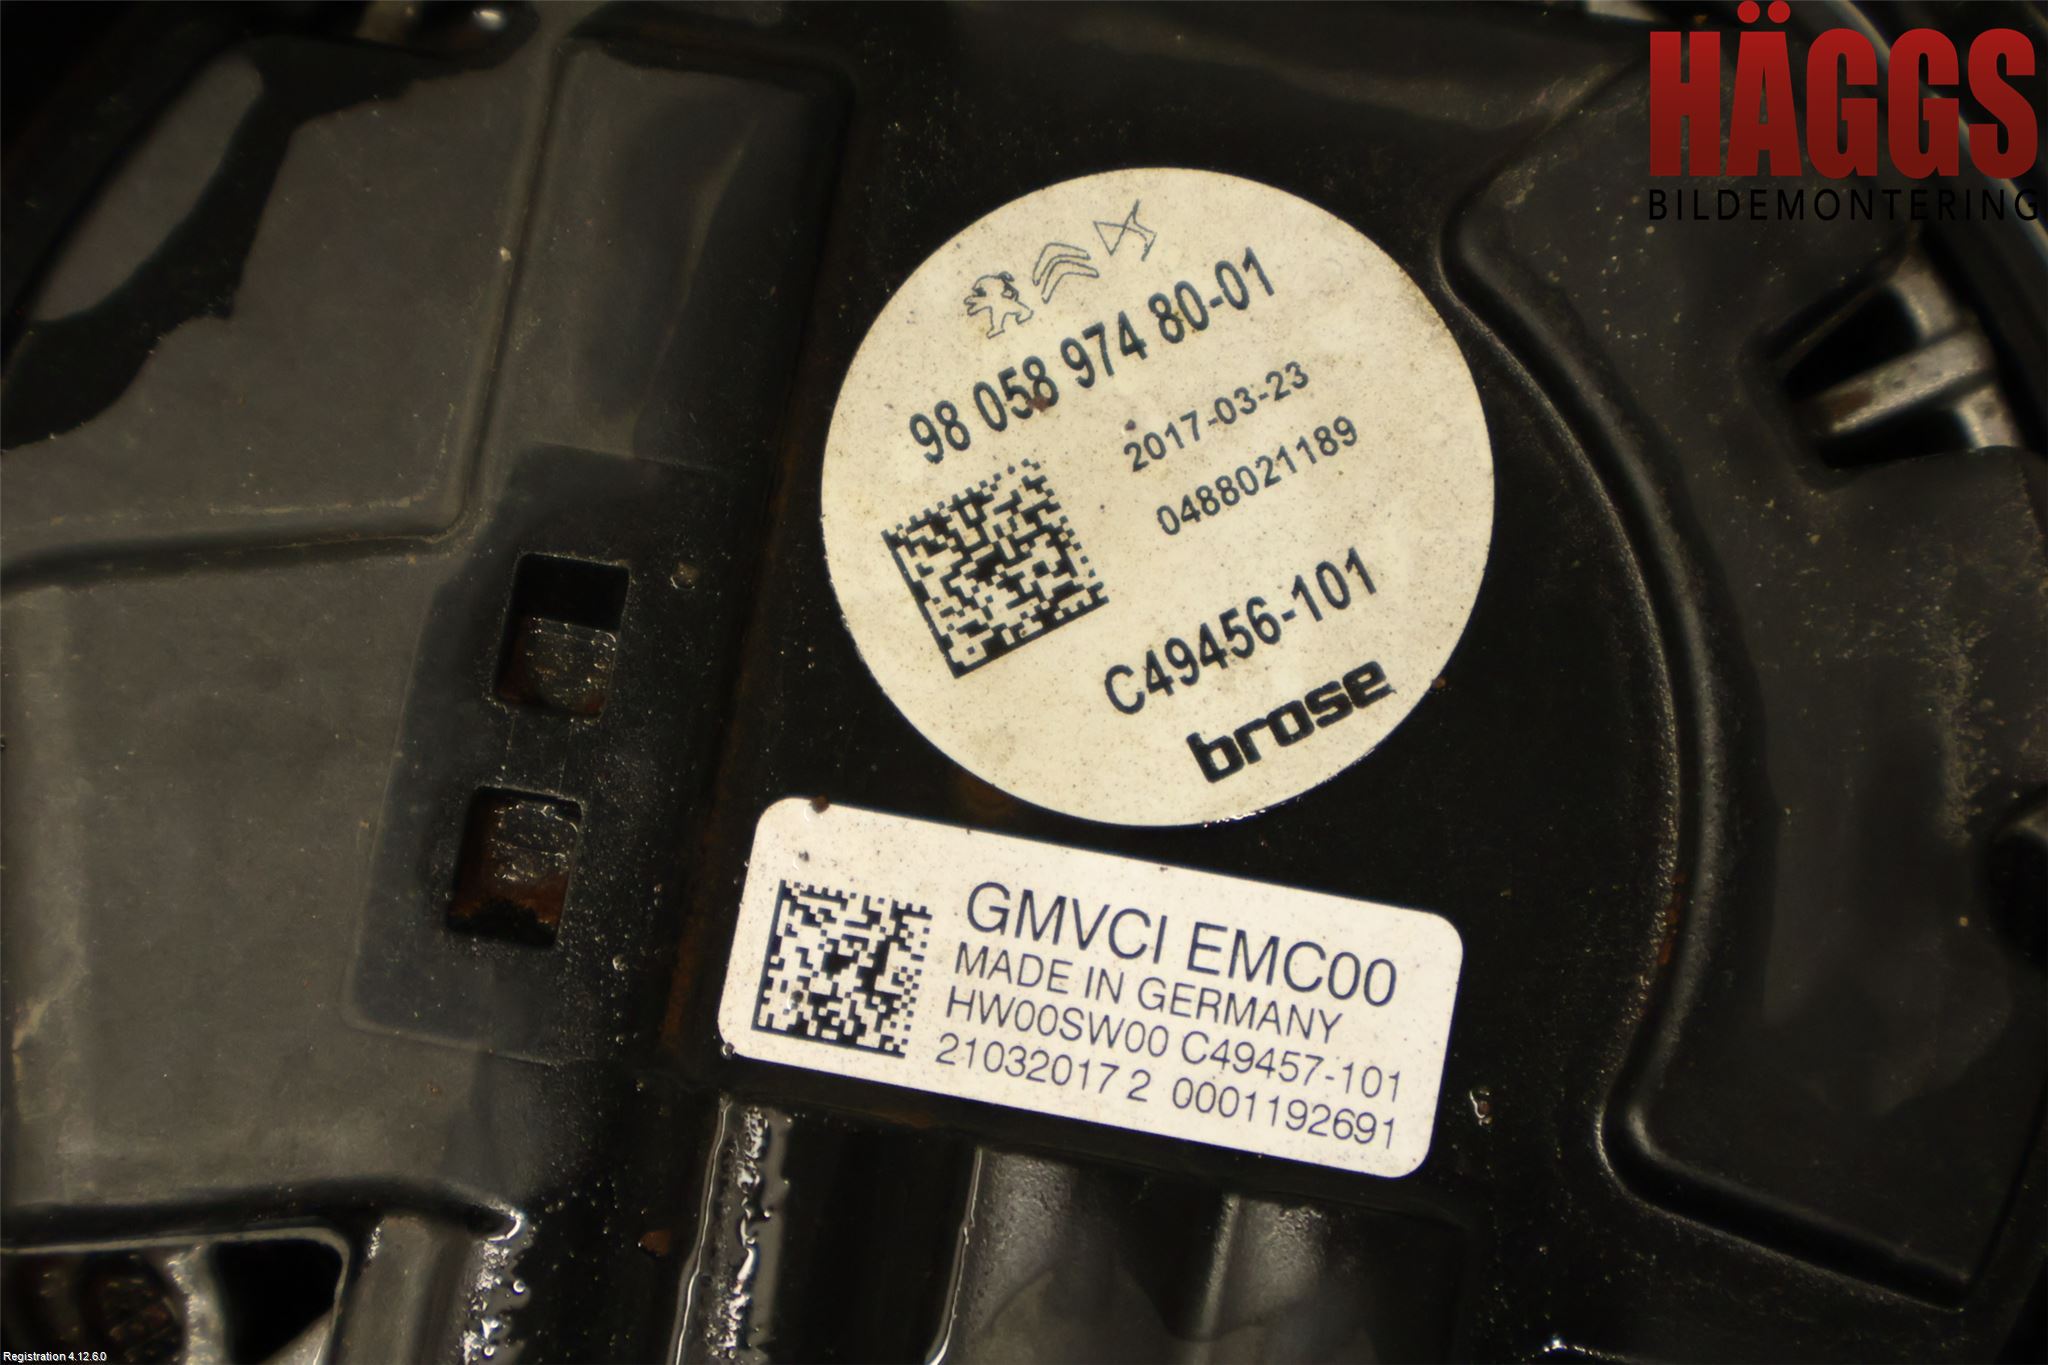 HÄGGS
BILDEMONTERING
98 058 974 80-01
2017-03-23
0488021189
C49456-101
brose
GMVCI EMC00
MADE IN GERMANY
HW00SW00 C49457-101
21032017 2 0001192691
Registration 4.12.6.0